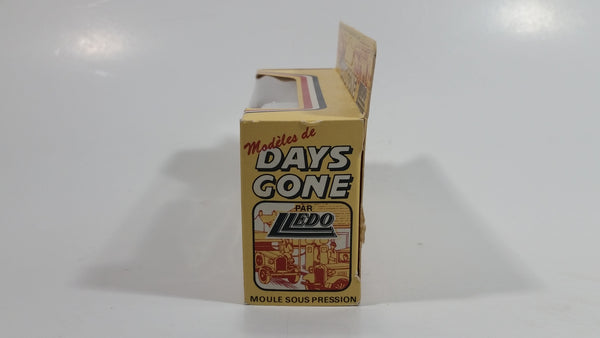 Modèles de
DAYS
GONE
PAR
LLEDO
MOULE SOUS PRESSION